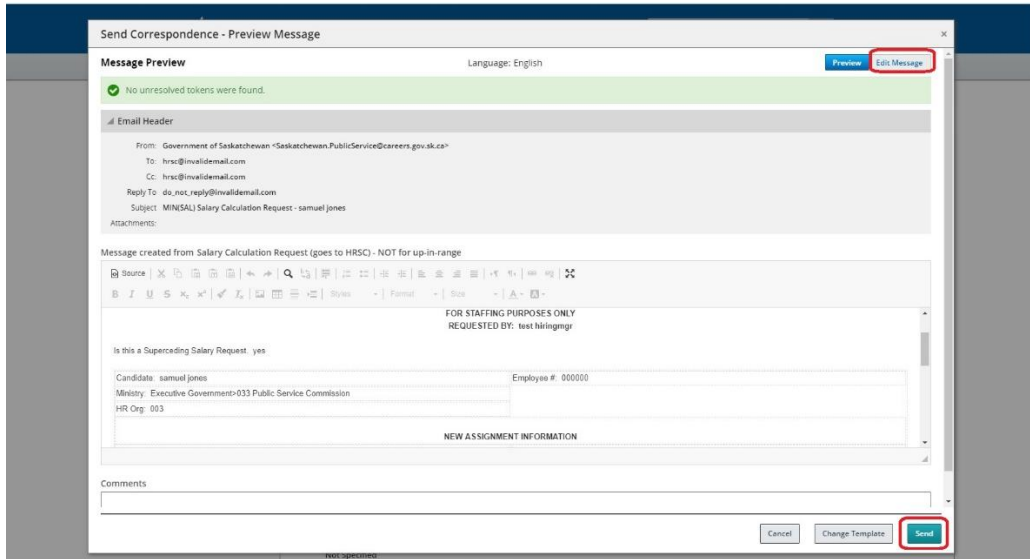 Send Correspondence - Preview Message
×
Message Preview
Language: English
Preview
Edit Message
No unresolved tokens were found.
Email Header
From: Government of Saskatchewan <Saskatchewan.PublicService@careers.gov.sk.ca>
To: hrsc@invalidemail.com
Cc: hrsc@invalidemail.com
Reply To do_not_reply@invalidemail.com
Subject MIN(SAL) Salary Calculation Request - samuel jones
Attachments:
Message created from Salary Calculation Request (goes to HRSC) - NOT for up-in-range
Source
B I U S x₂ x² Iₓ Styles Format Size A A
FOR STAFFING PURPOSES ONLY
REQUESTED BY: test hiringmgr
Is this a Superceding Salary Request. yes
Candidate: samuel jones Employee #: 000000
Ministry: Executive Government>033 Public Service Commission
HR Org: 003
NEW ASSIGNMENT INFORMATION
Comments
Cancel
Change Template
Send
Not Specified